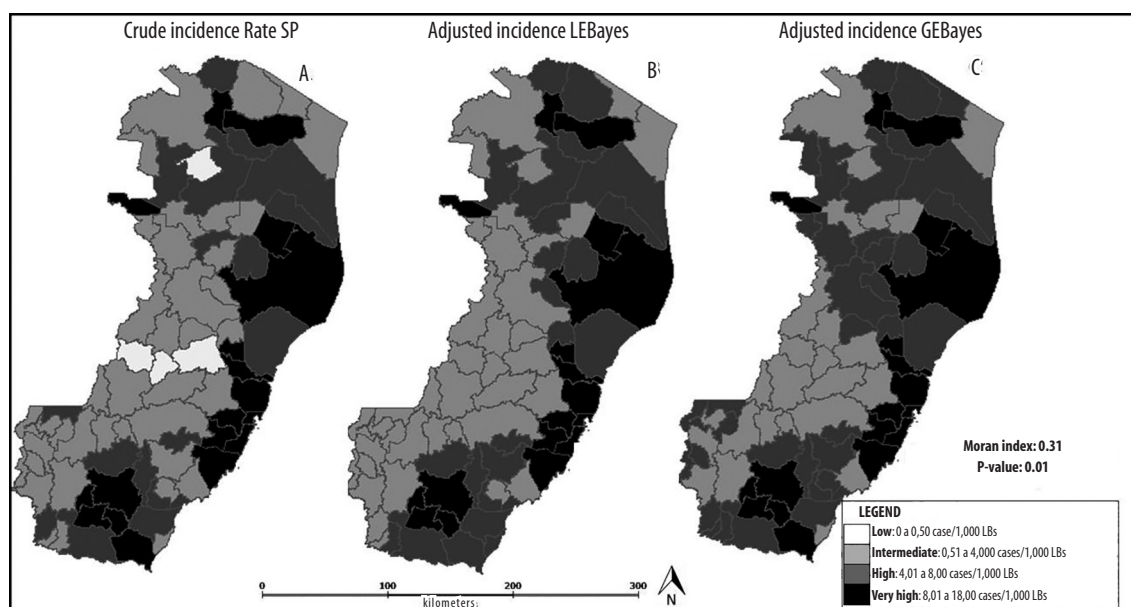 Crude incidence Rate SP
Adjusted incidence LEBayes
Adjusted incidence GEBayes
A
B
C
Moran index: 0.31
P-value: 0.01
LEGEND
Low: 0 a 0,50 case/1,000 LBs
Intermediate: 0,51 a 4,000 cases/1,000 LBs
High: 4,01 a 8,00 cases/1,000 LBs
Very high: 8,01 a 18,00 cases/1,000 LBs
0 100 200 300
kilometers
N